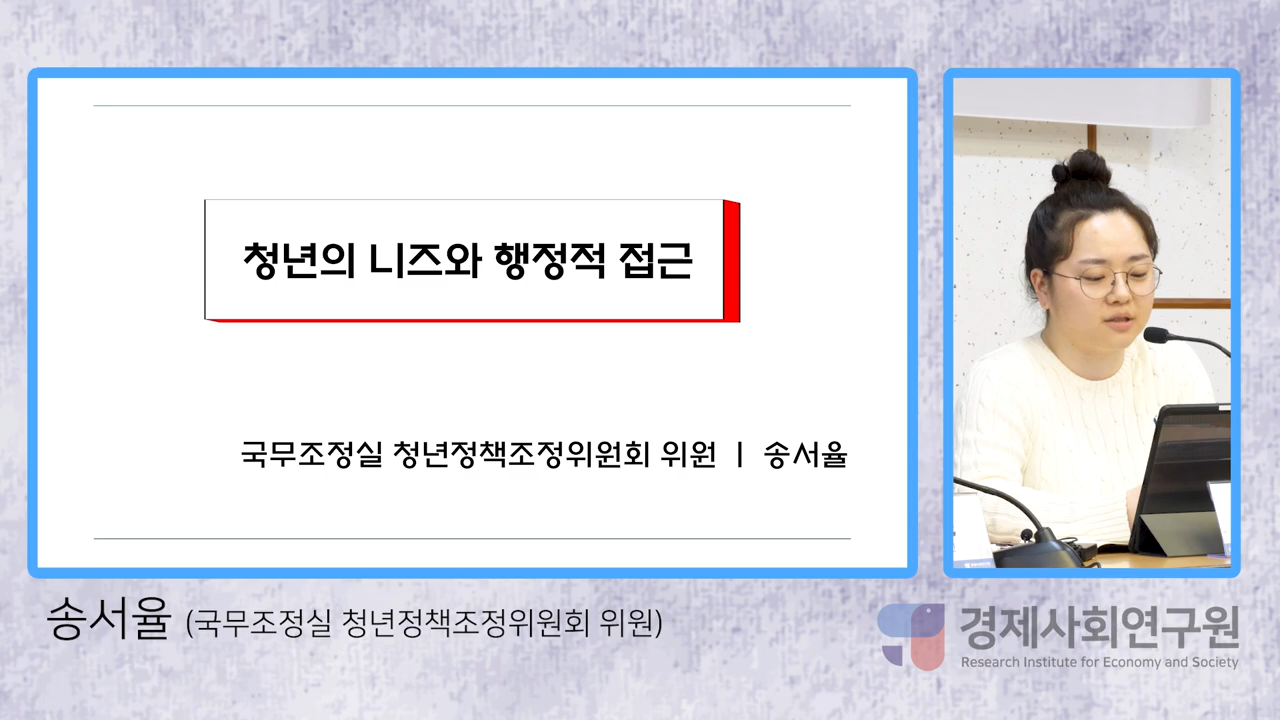 청년의 니즈와 행정적 접근
국무조정실 청년정책조정위원회 위원 ㅣ 송서율
송서율 (국무조정실 청년정책조정위원회 위원)
경제사회연구원
Research Institute for Economy and Society